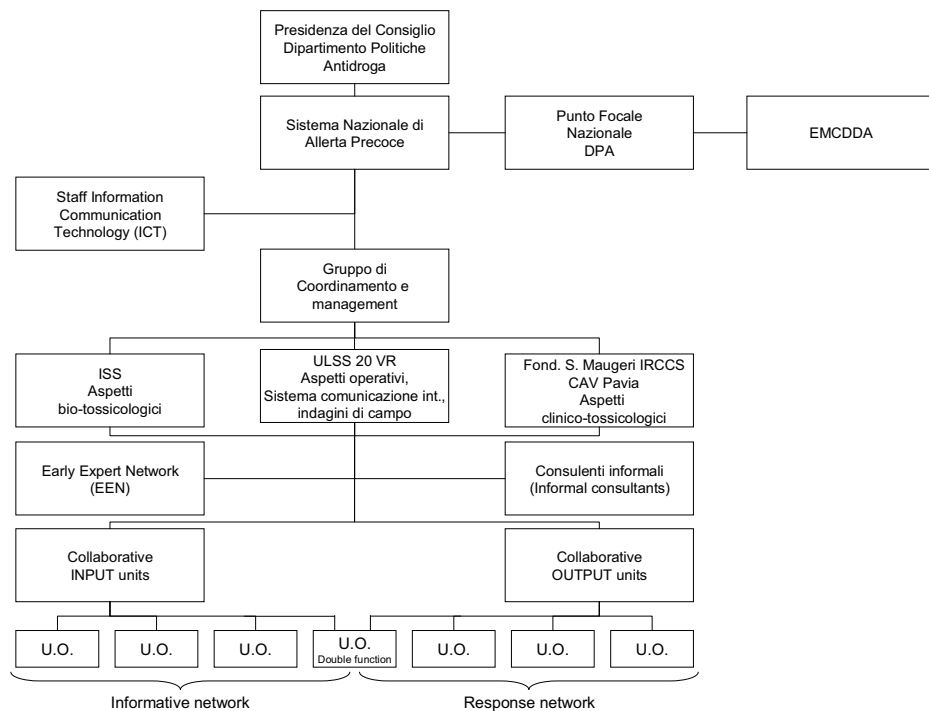 Presidenza del Consiglio
Dipartimento Politiche
Antidroga
Sistema Nazionale di
Allerta Precoce
Punto Focale
Nazionale
DPA
EMCDDA
Staff Information
Communication
Technology (ICT)
Gruppo di
Coordinamento e
management
ISS
Aspetti
bio-tossicologici
ULSS 20 VR
Aspetti operativi,
Sistema comunicazione int.,
indagini di campo
Fond. S. Maugeri IRCCS
CAV Pavia
Aspetti
clinico-tossicologici
Early Expert Network
(EEN)
Consulenti informali
(Informal consultants)
Collaborative
INPUT units
Collaborative
OUTPUT units
U.O.
U.O.
U.O.
U.O.
Double function
U.O.
U.O.
U.O.
Informative network
Response network